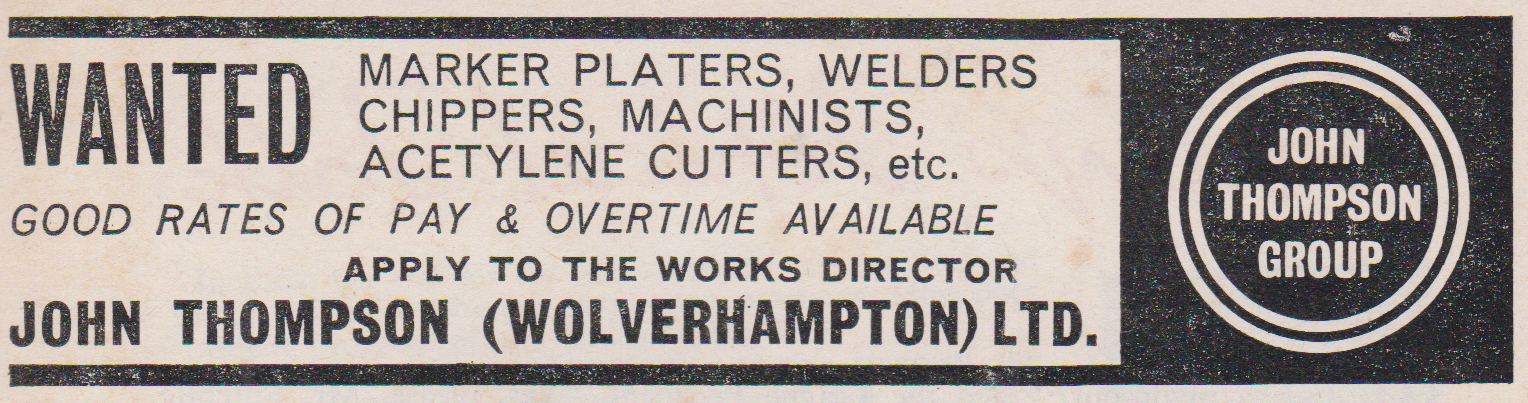 WANTED
MARKER PLATERS, WELDERS
CHIPPERS, MACHINISTS,
ACETYLENE CUTTERS, etc.
GOOD RATES OF PAY & OVERTIME AVAILABLE
APPLY TO THE WORKS DIRECTOR
JOHN THOMPSON (WOLVERHAMPTON) LTD.
JOHN
THOMPSON
GROUP